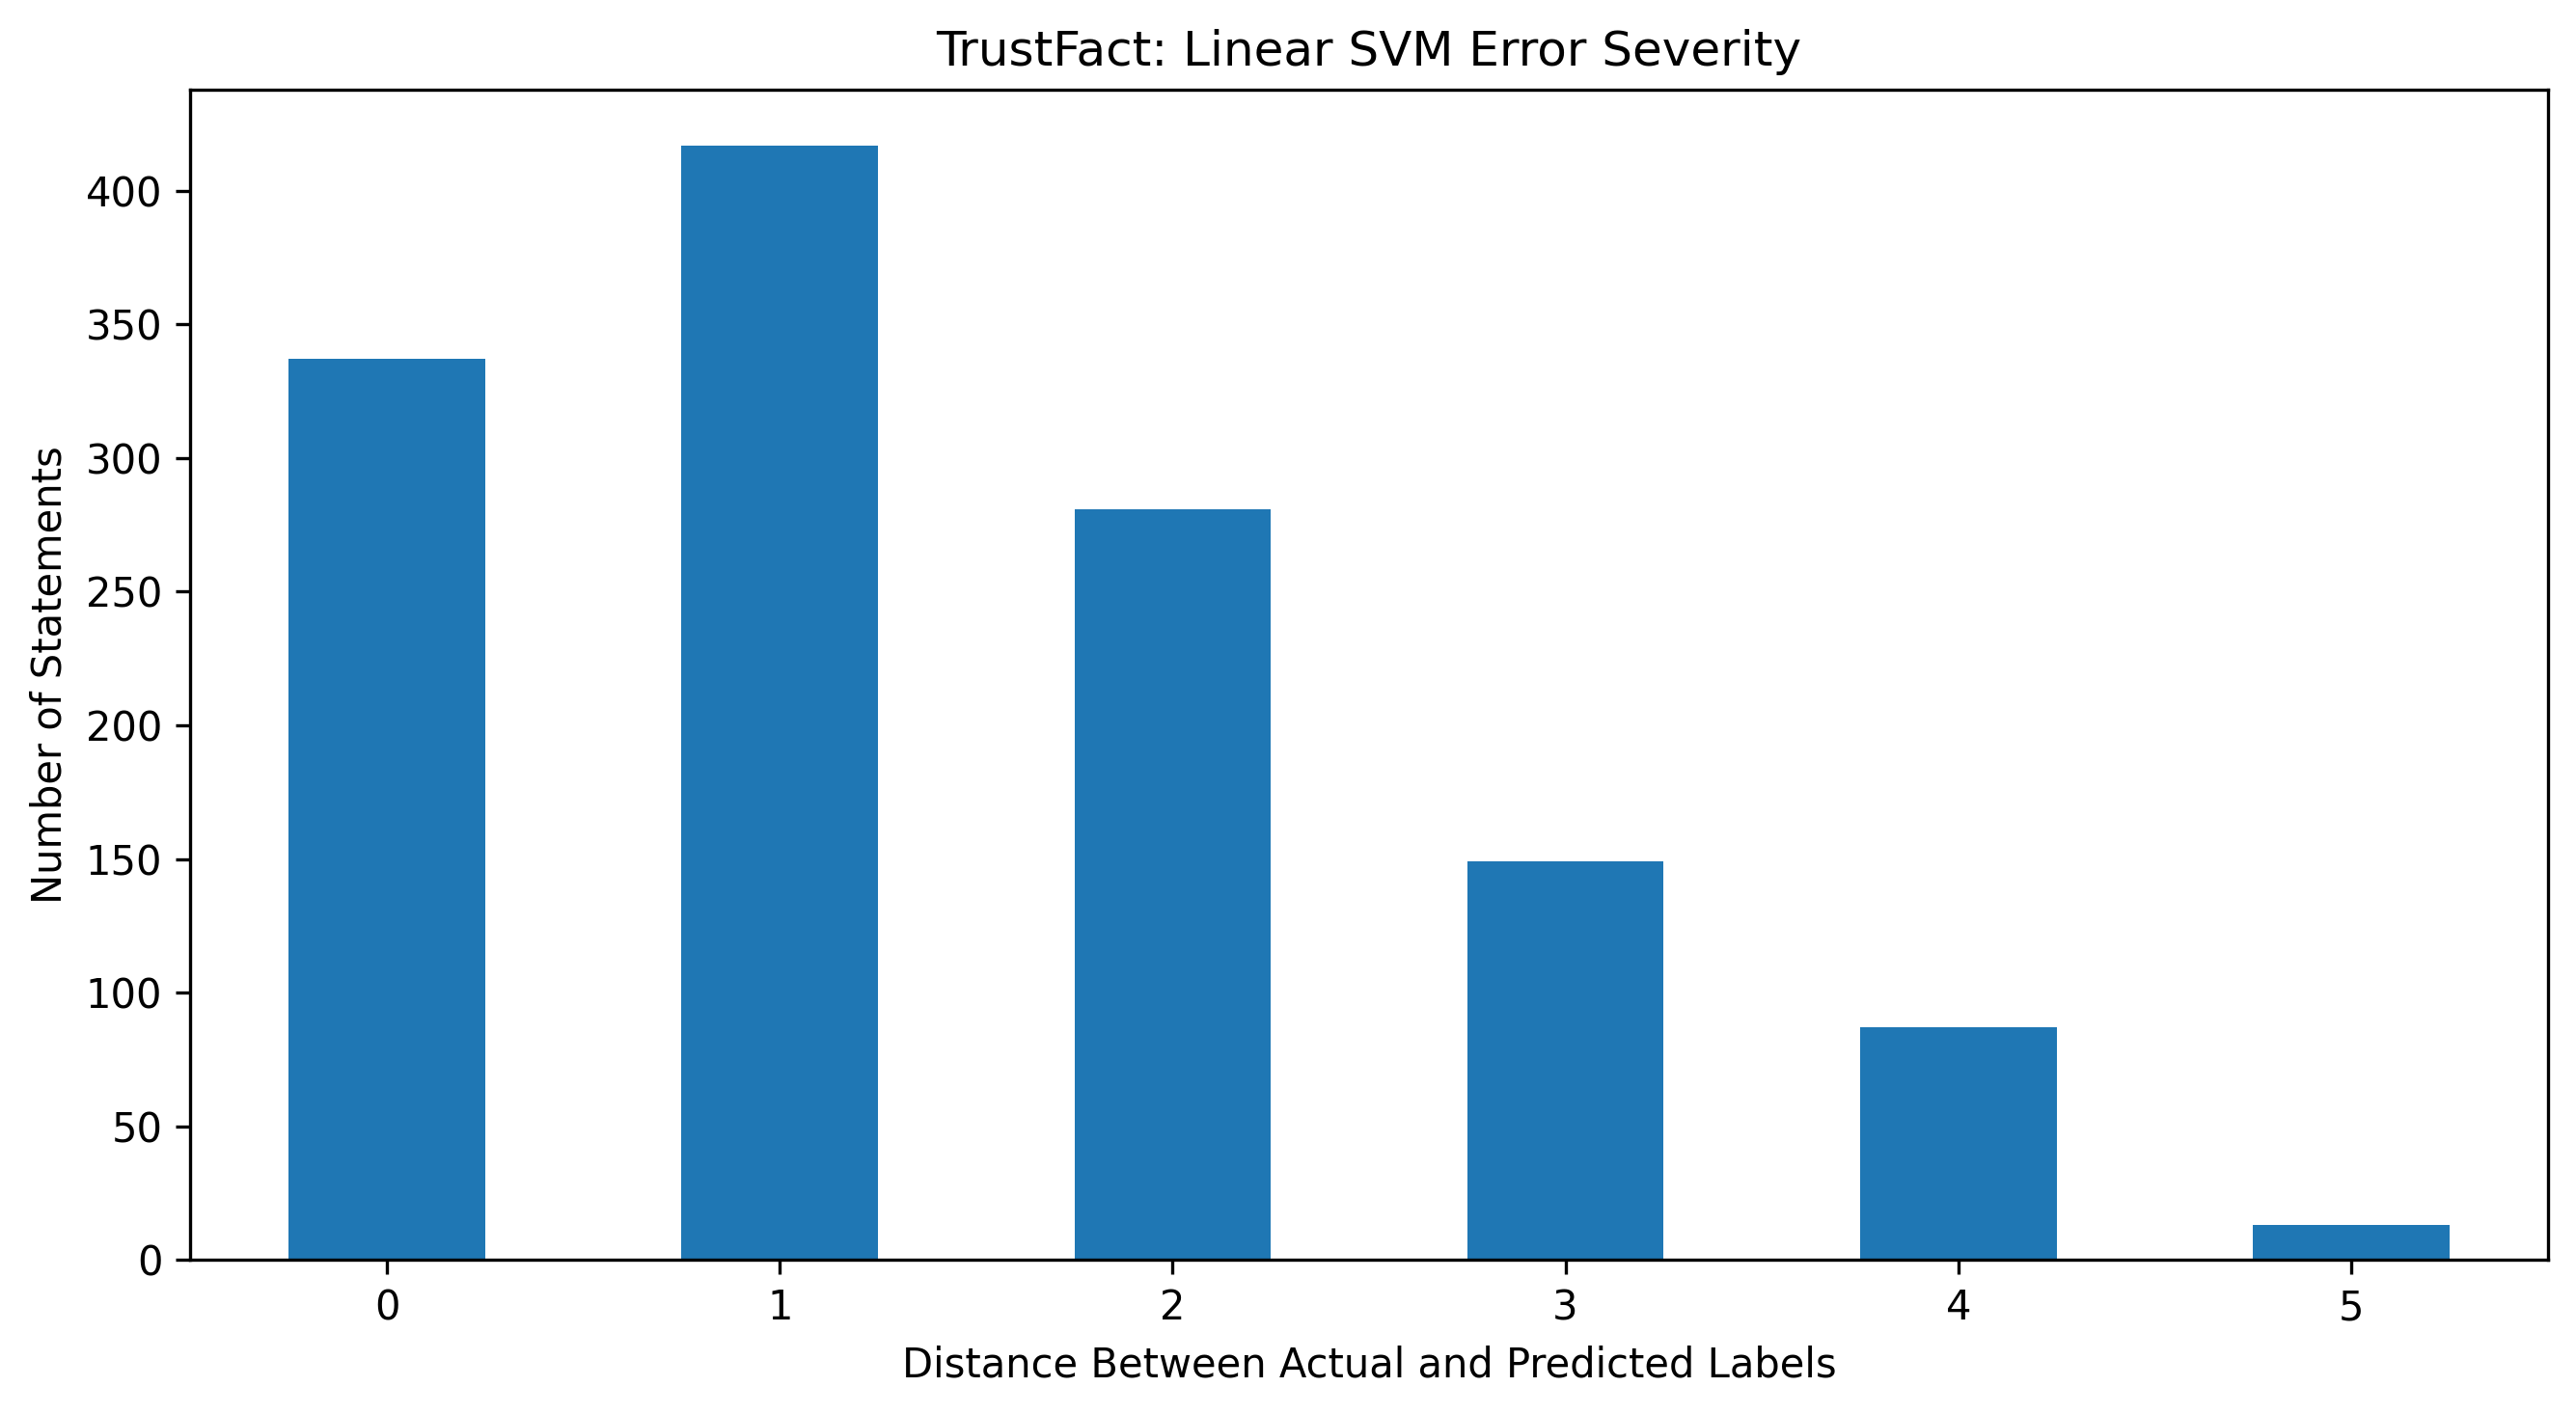 TrustFact: Linear SVM Error Severity
Number of Statements
400
350
300
250
200
150
100
50
0
0 1 2 3 4 5
Distance Between Actual and Predicted Labels